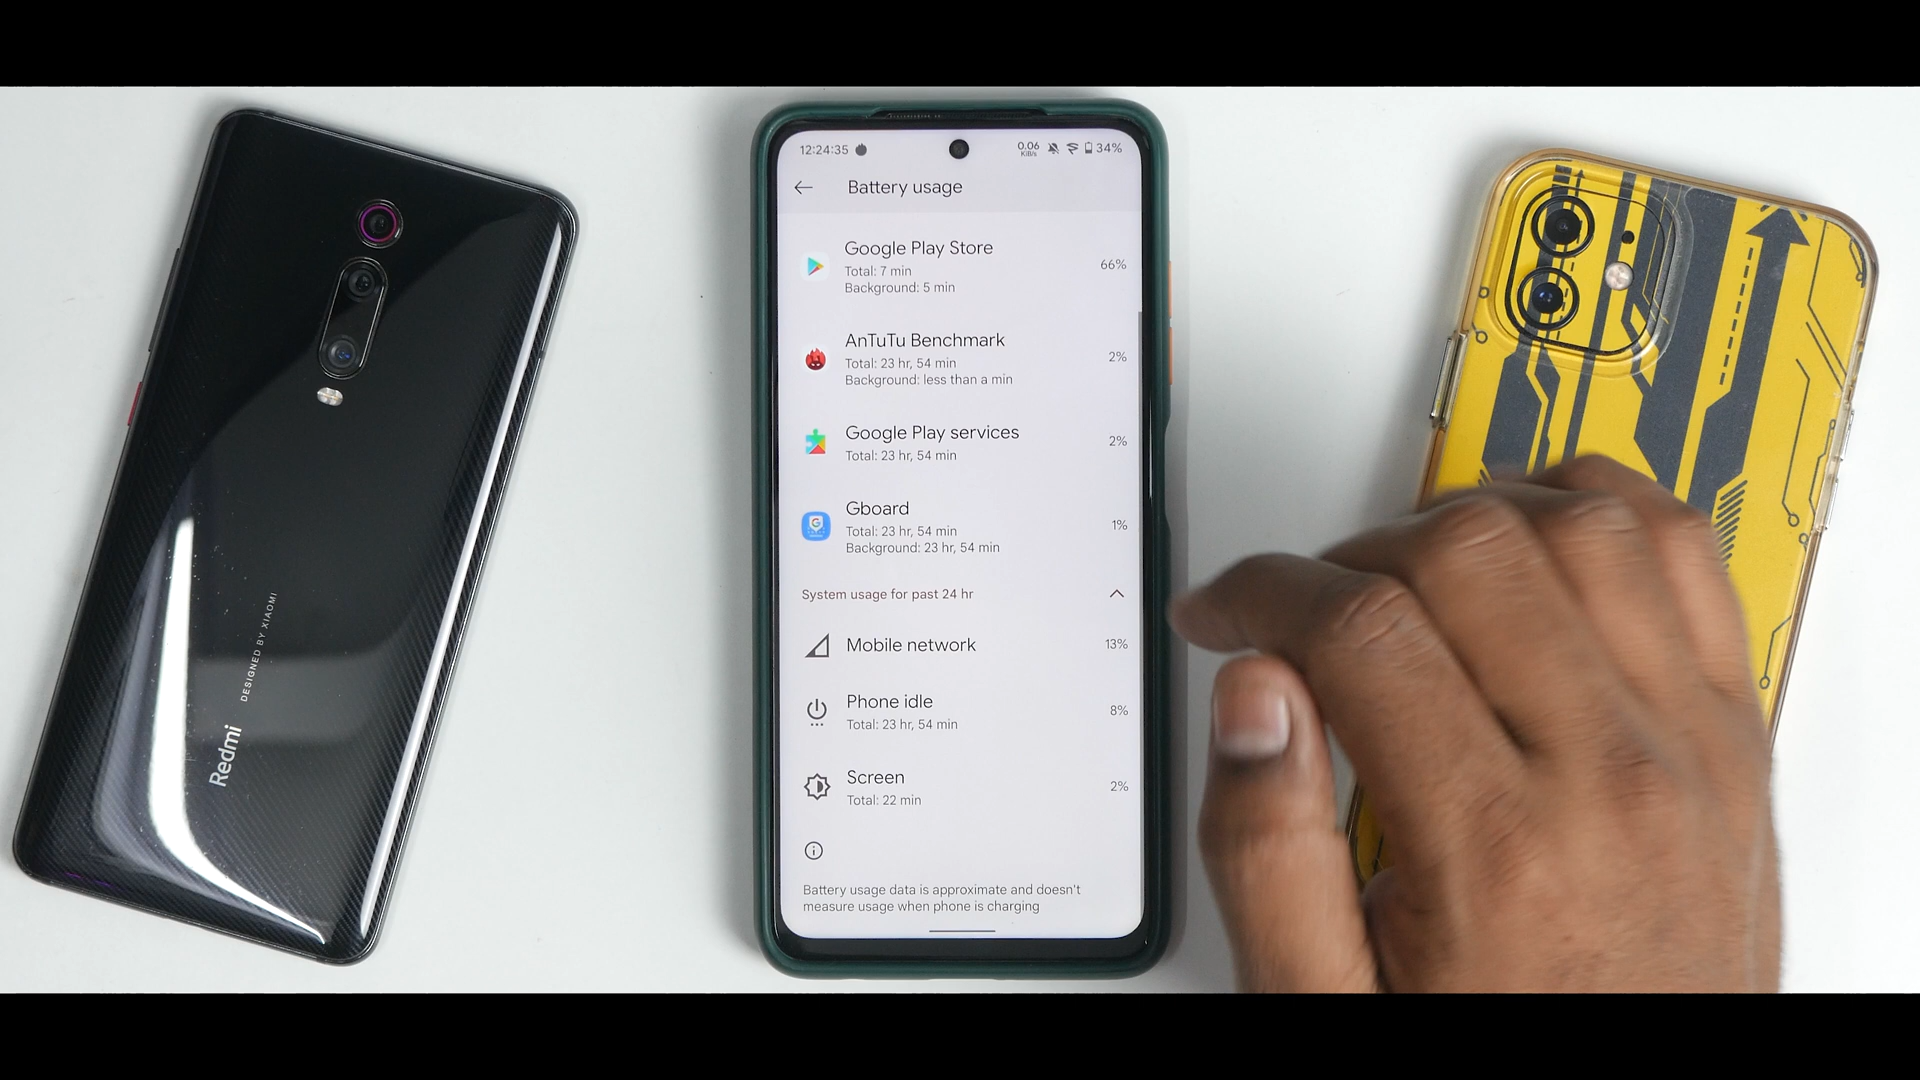 12:24:35
0.06
KiB/s
34%
Battery usage
Google Play Store
Total: 7 min
Background: 5 min
66%
AnTuTu Benchmark
Total: 23 hr, 54 min
Background: less than a min
2%
Google Play services
Total: 23 hr, 54 min
2%
Gboard
Total: 23 hr, 54 min
Background: 23 hr, 54 min
1%
System usage for past 24 hr
Mobile network
13%
Phone idle
Total: 23 hr, 54 min
8%
Screen
Total: 22 min
2%
Battery usage data is approximate and doesn't
measure usage when phone is charging
Redmi
DESIGNED BY XIAOMI